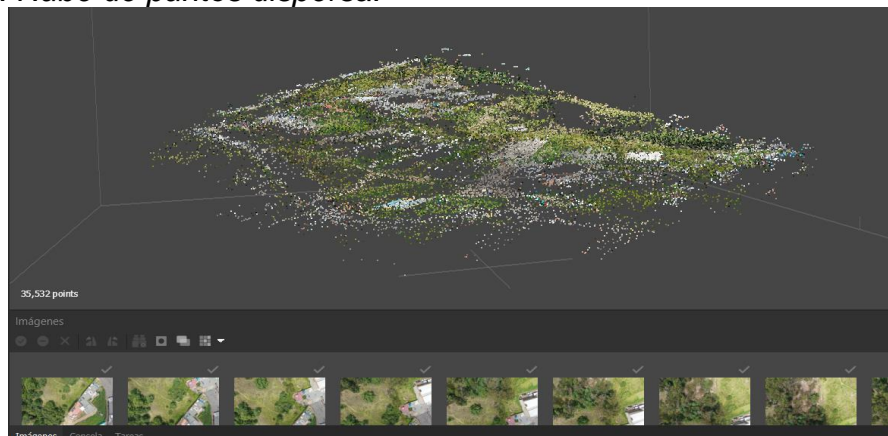 Nube de puntos dispersa.
35,532 points
Imágenes
Imágenes Consola Tareas